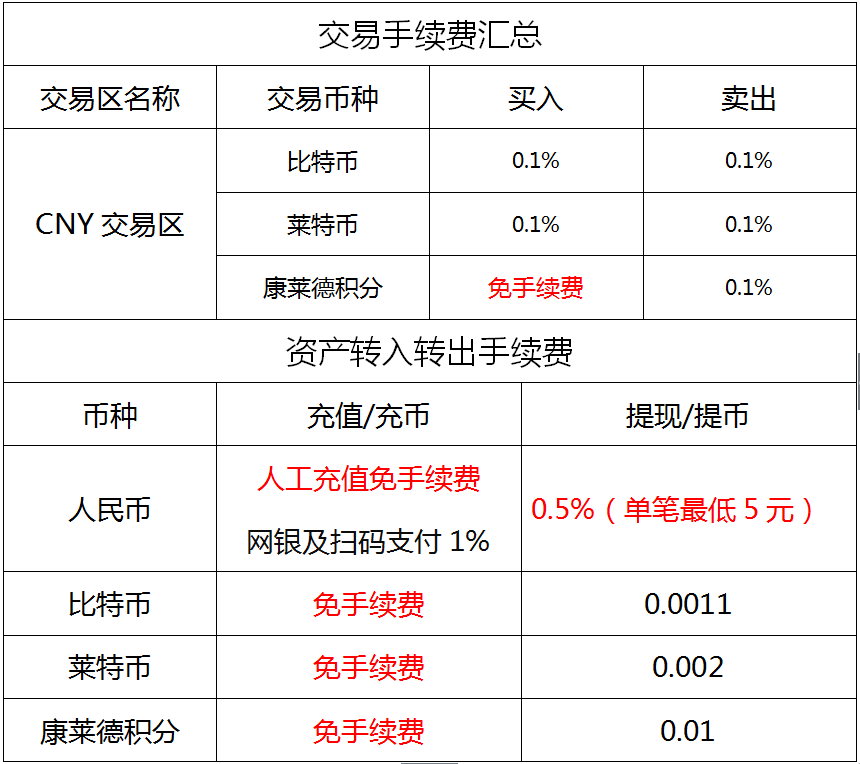 交易手续费汇总
交易区名称 交易币种 买入 卖出
比特币 0.1% 0.1%
CNY 交易区 莱特币 0.1% 0.1%
康莱德积分 免手续费 0.1%
资产转入转出手续费
币种 充值/充币 提现/提币
人工充值免手续费
人民币 0.5%（单笔最低 5 元）
网银及扫码支付 1%
比特币 免手续费 0.0011
莱特币 免手续费 0.002
康莱德积分 免手续费 0.01